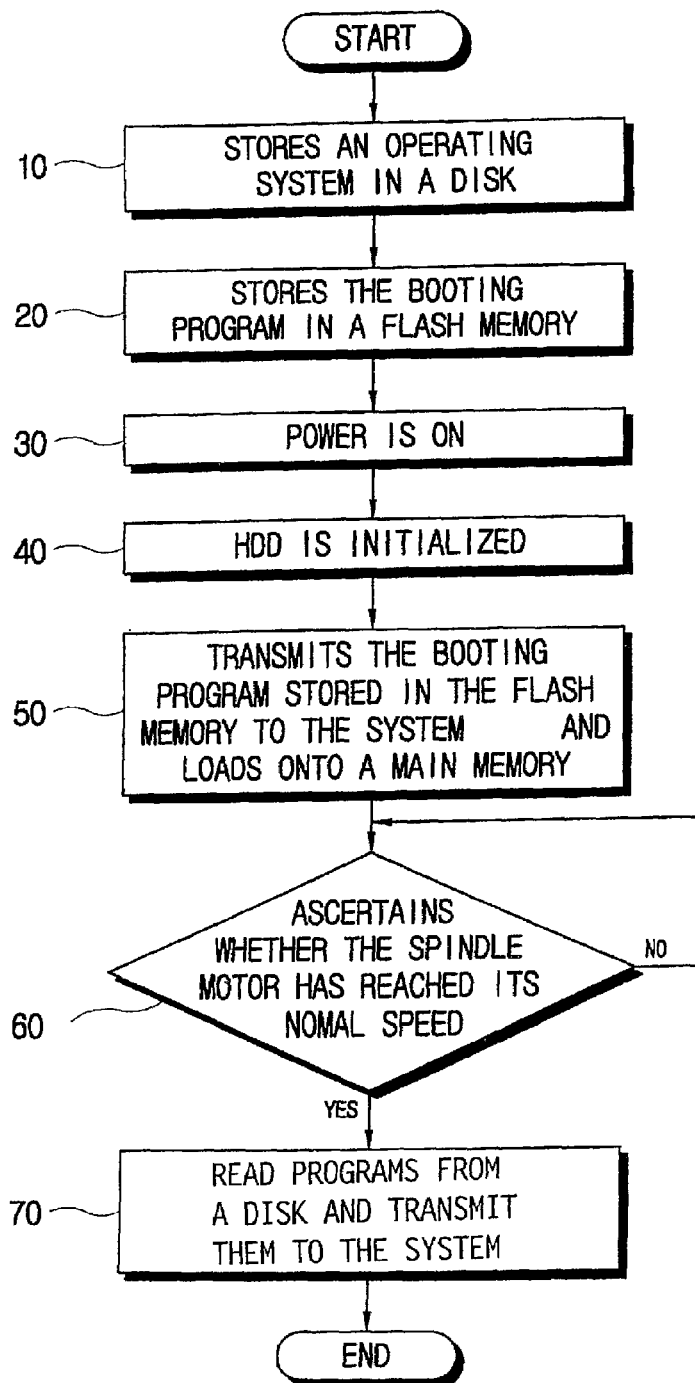 START
10
STORES AN OPERATING
SYSTEM IN A DISK
20
STORES THE BOOTING
PROGRAM IN A FLASH MEMORY
30
POWER IS ON
40
HDD IS INITIALIZED
50
TRANSMITS THE BOOTING
PROGRAM STORED IN THE FLASH
MEMORY TO THE SYSTEM AND
LOADS ONTO A MAIN MEMORY
60
ASCERTAINS
WHETHER THE SPINDLE
MOTOR HAS REACHED ITS
NOMAL SPEED
NO
YES
70
READ PROGRAMS FROM
A DISK AND TRANSMIT
THEM TO THE SYSTEM
END